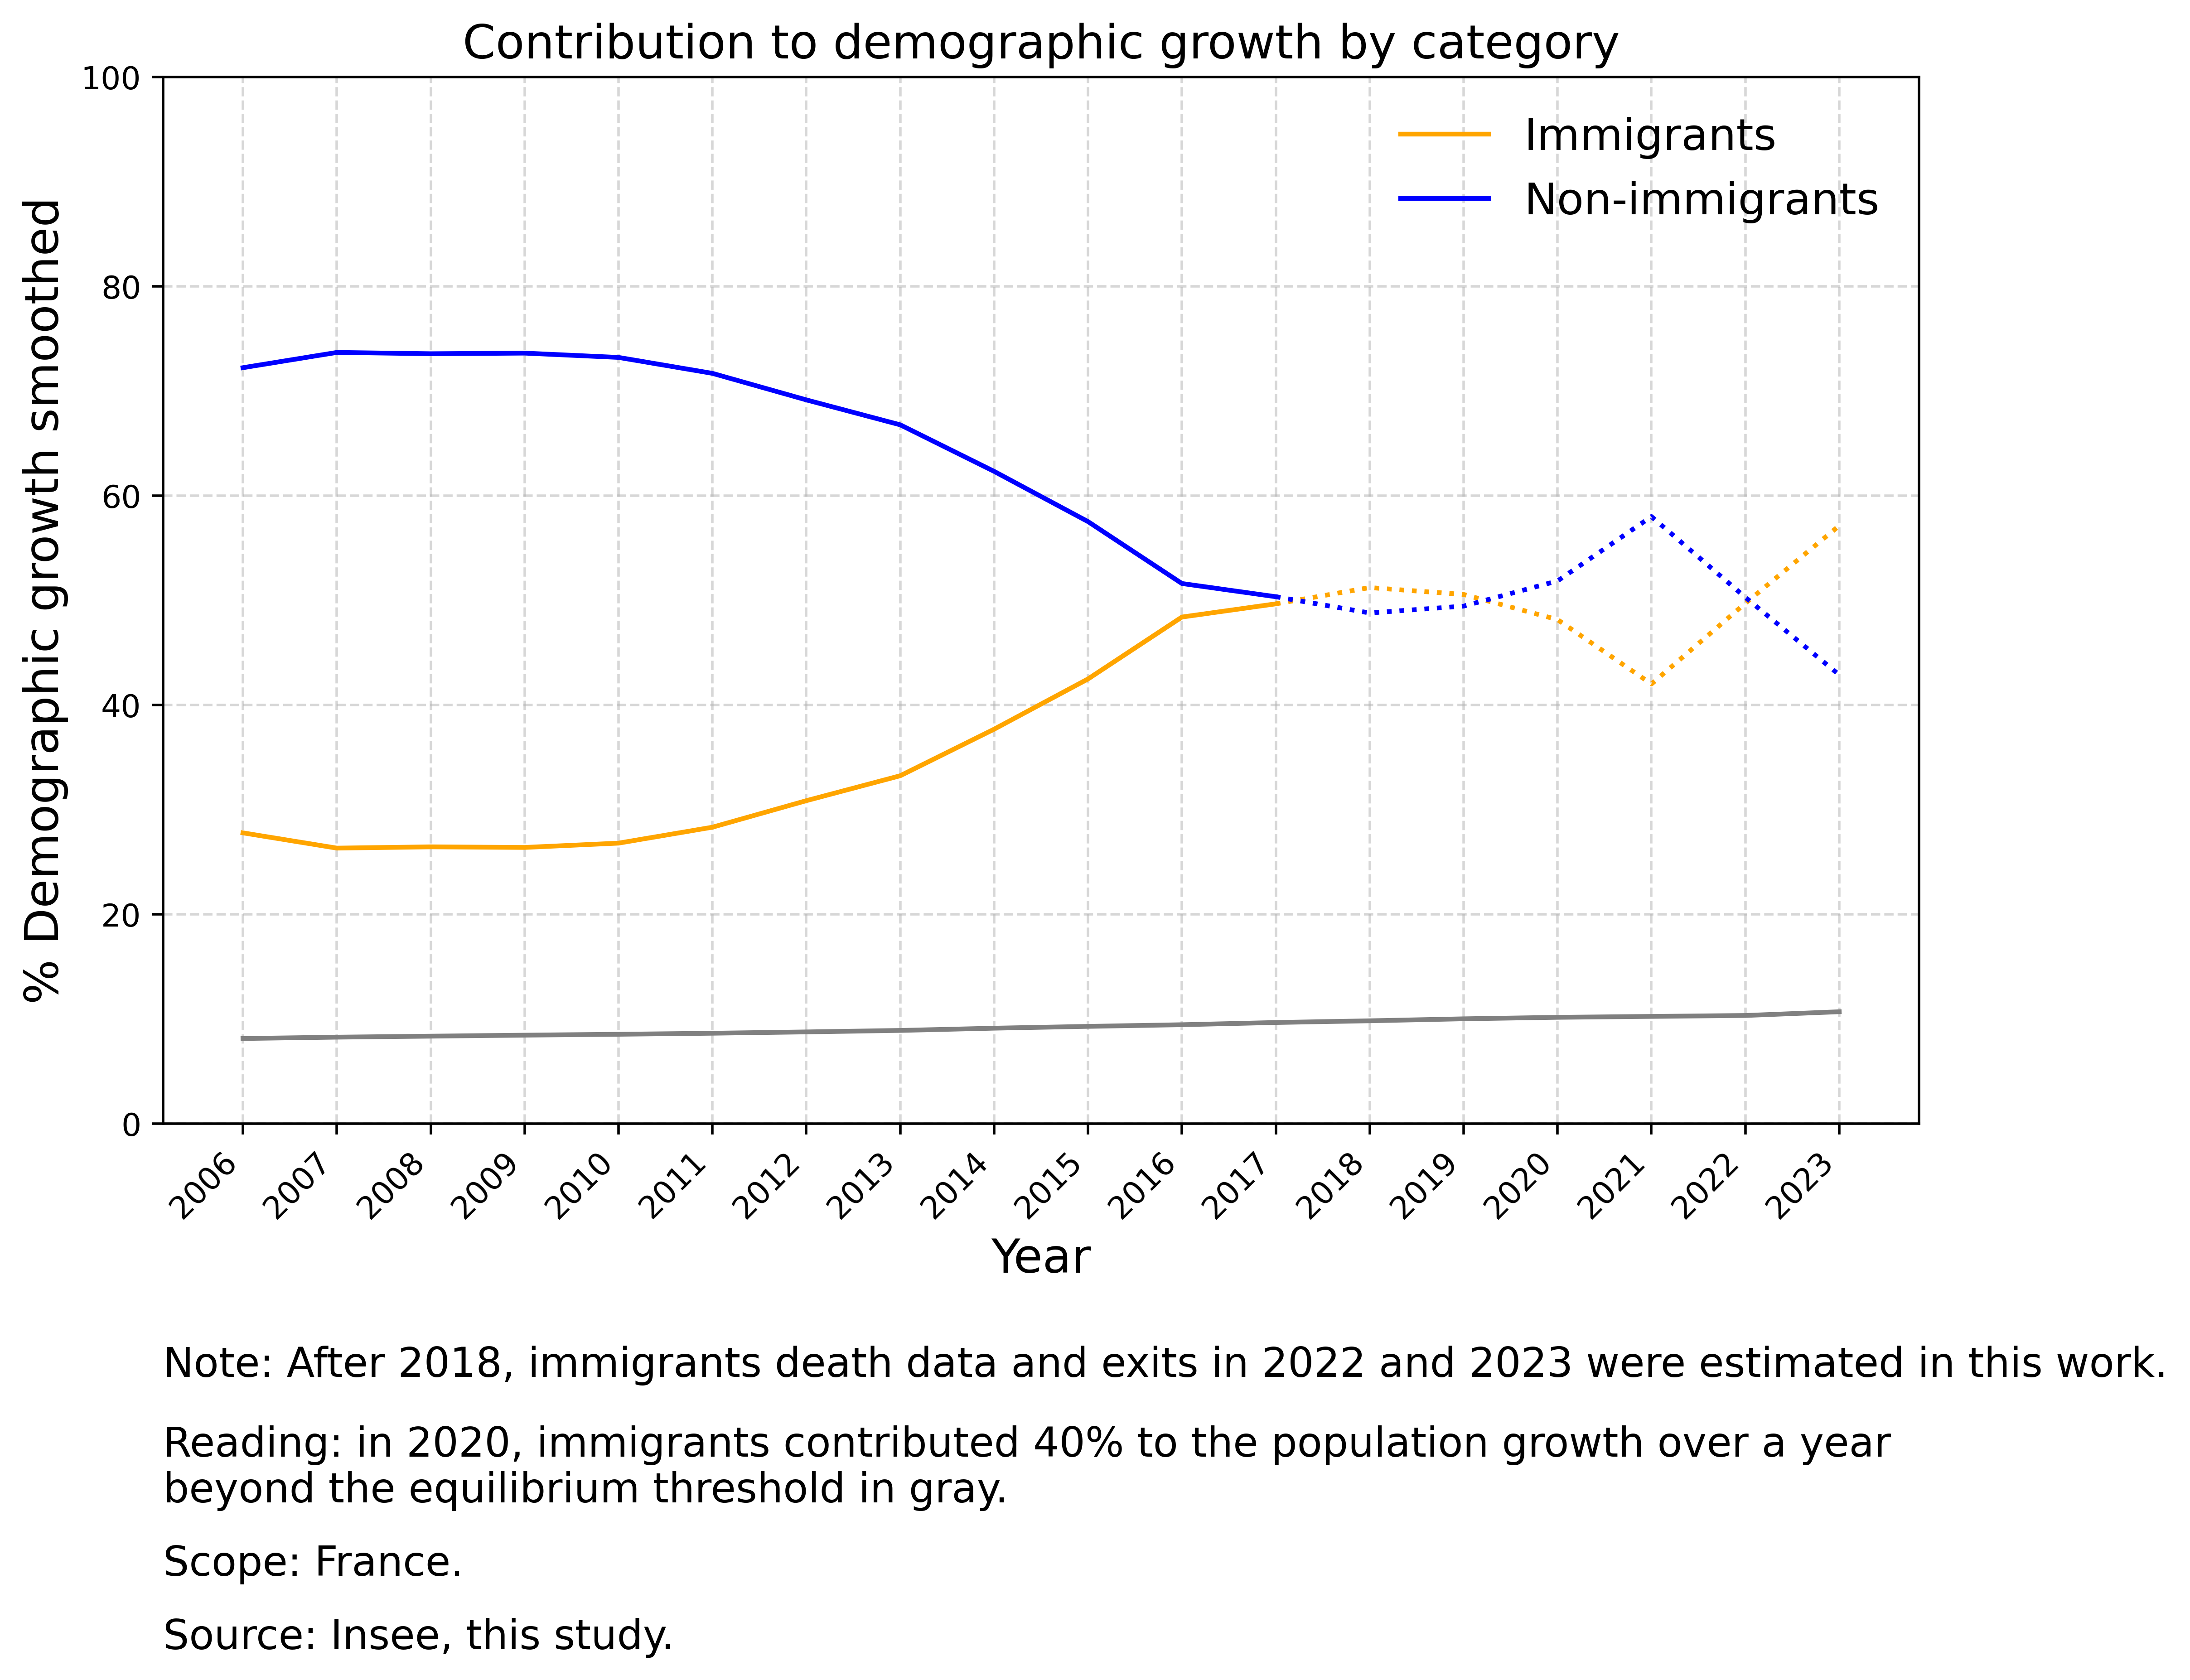 Contribution to demographic growth by category
100
80
60
40
20
0
% Demographic growth smoothed
Immigrants
Non-immigrants
2006
2007
2008
2009
2010
2011
2012
2013
2014
2015
2016
2017
2018
2019
2020
2021
2022
2023
Year
Note: After 2018, immigrants death data and exits in 2022 and 2023 were estimated in this work.
Reading: in 2020, immigrants contributed 40% to the population growth over a year
beyond the equilibrium threshold in gray.
Scope: France.
Source: Insee, this study.